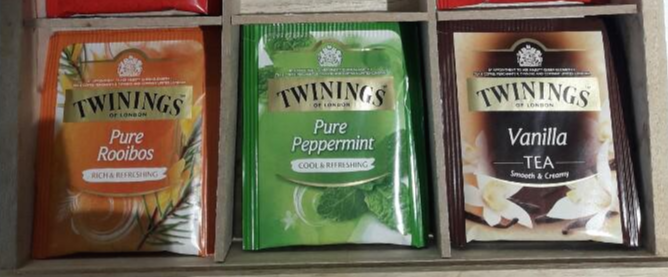 TWININGS
OF LONDON
Pure
Rooibos
RICH & REFRESHING
TWININGS
OF LONDON
Pure
Peppermint
COOL & REFRESHING
TWININGS
OF LONDON
Vanilla
TEA
Smooth & Creamy